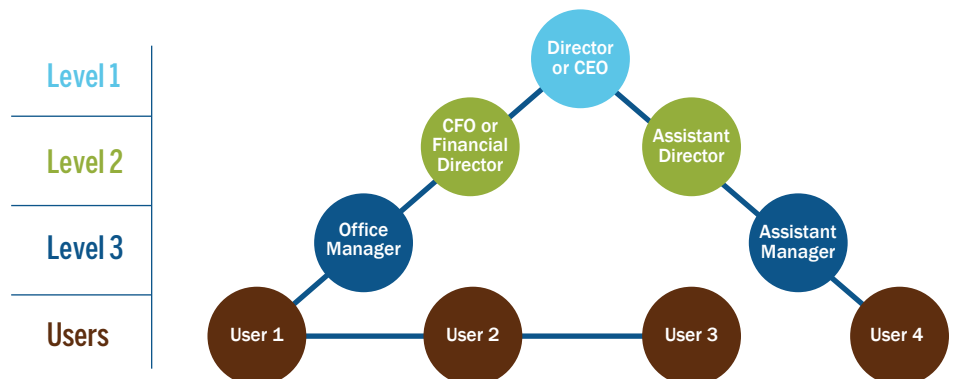 Level 1
Director
or CEO
Level 2
CFO or
Financial
Director
Assistant
Director
Level 3
Office
Manager
Assistant
Manager
Users
User 1
User 2
User 3
User 4